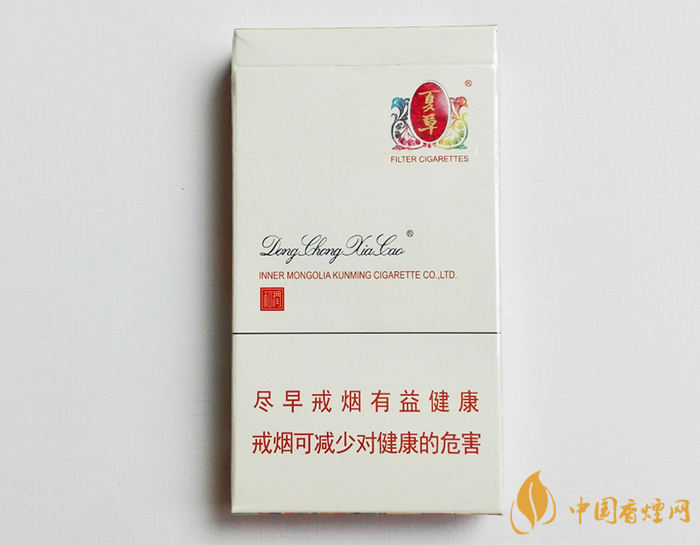 夏草
®
FILTER CIGARETTES
Dong Chong Xia Cao ®
INNER MONGOLIA KUNMING CIGARETTE CO.,LTD.
尽早戒烟有益健康
戒烟可减少对健康的危害
中国香烟网